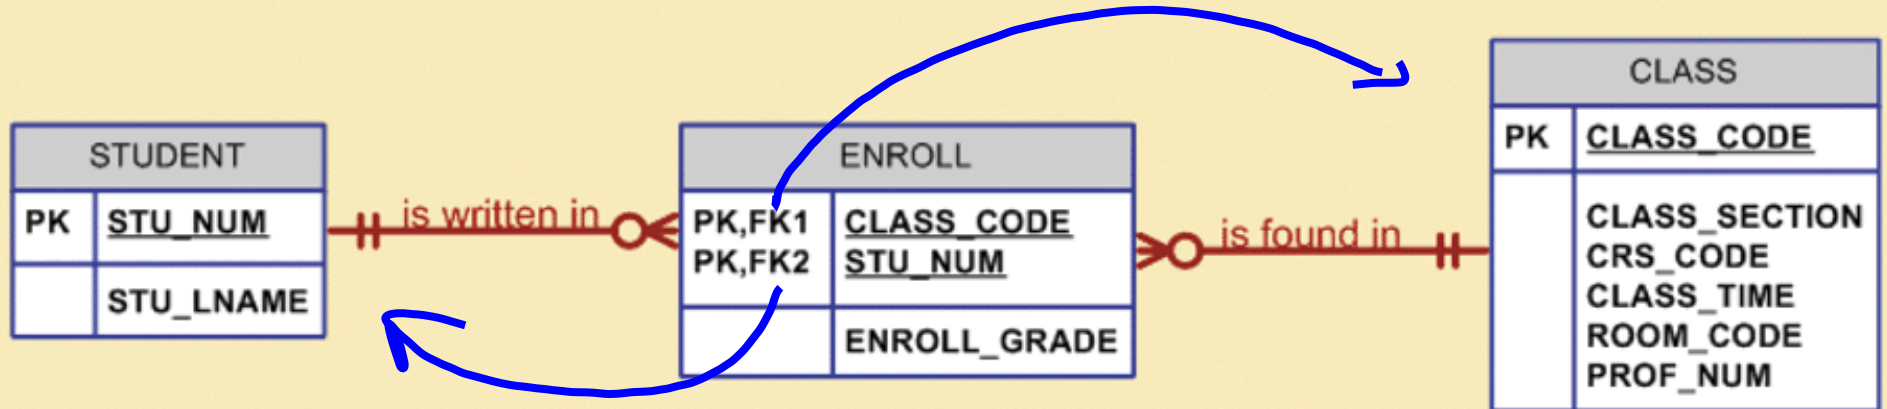 STUDENT
PK STU_NUM
STU_LNAME
is written in
ENROLL
PK,FK1 CLASS_CODE
PK,FK2 STU_NUM
ENROLL_GRADE
is found in
CLASS
PK CLASS_CODE
CLASS_SECTION
CRS_CODE
CLASS_TIME
ROOM_CODE
PROF_NUM